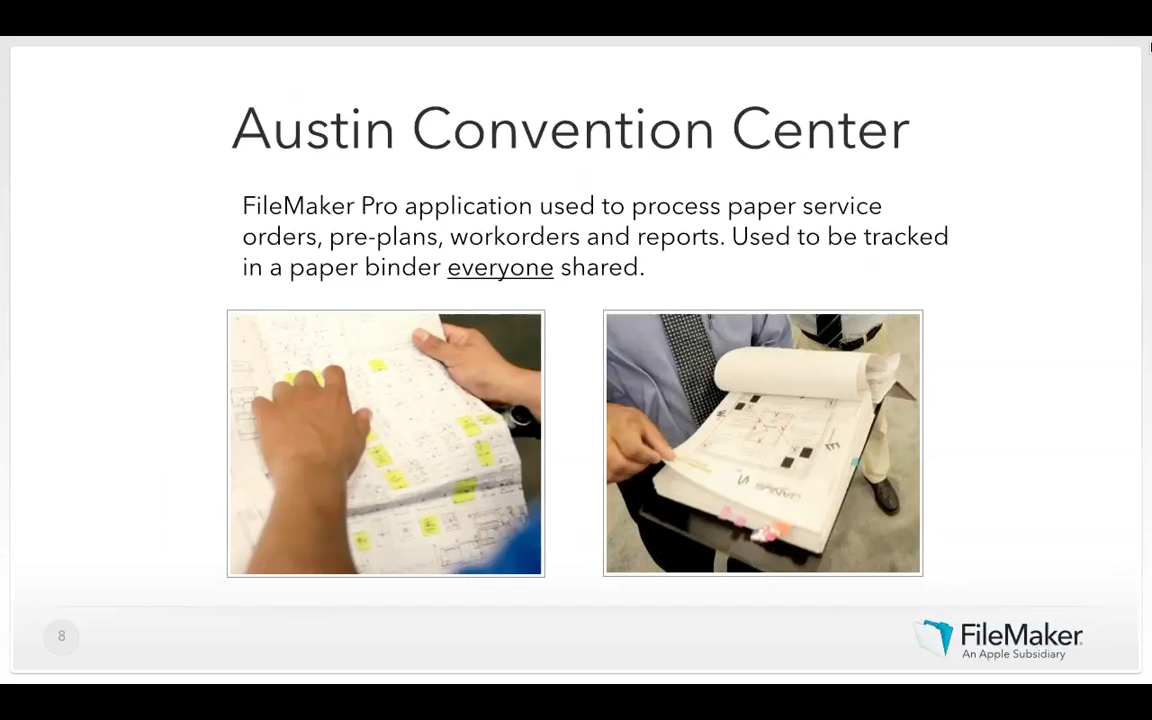 Austin Convention Center
FileMaker Pro application used to process paper service
orders, pre-plans, workorders and reports. Used to be tracked
in a paper binder everyone shared.
8
FileMaker
An Apple Subsidiary